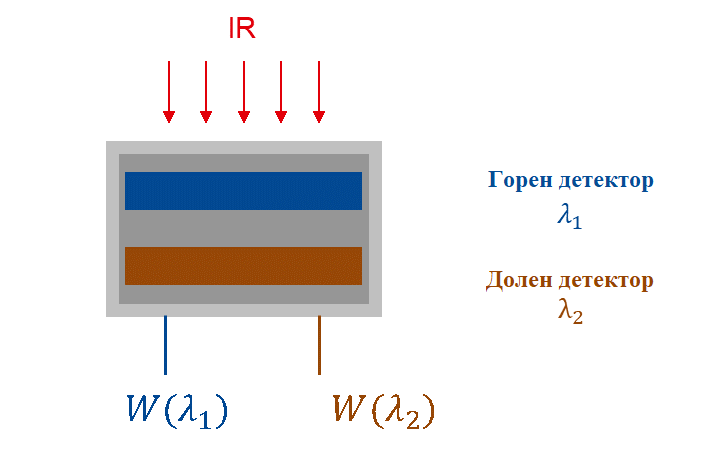 IR
Горен детектор
λ₁
Долен детектор
λ₂
W(λ₁) W(λ₂)